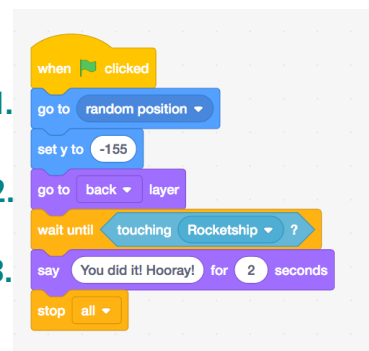 when clicked
1. go to random position
set y to -155
2. go to back layer
wait until touching Rocketship ?
3. say You did it! Hooray! for 2 seconds
stop all